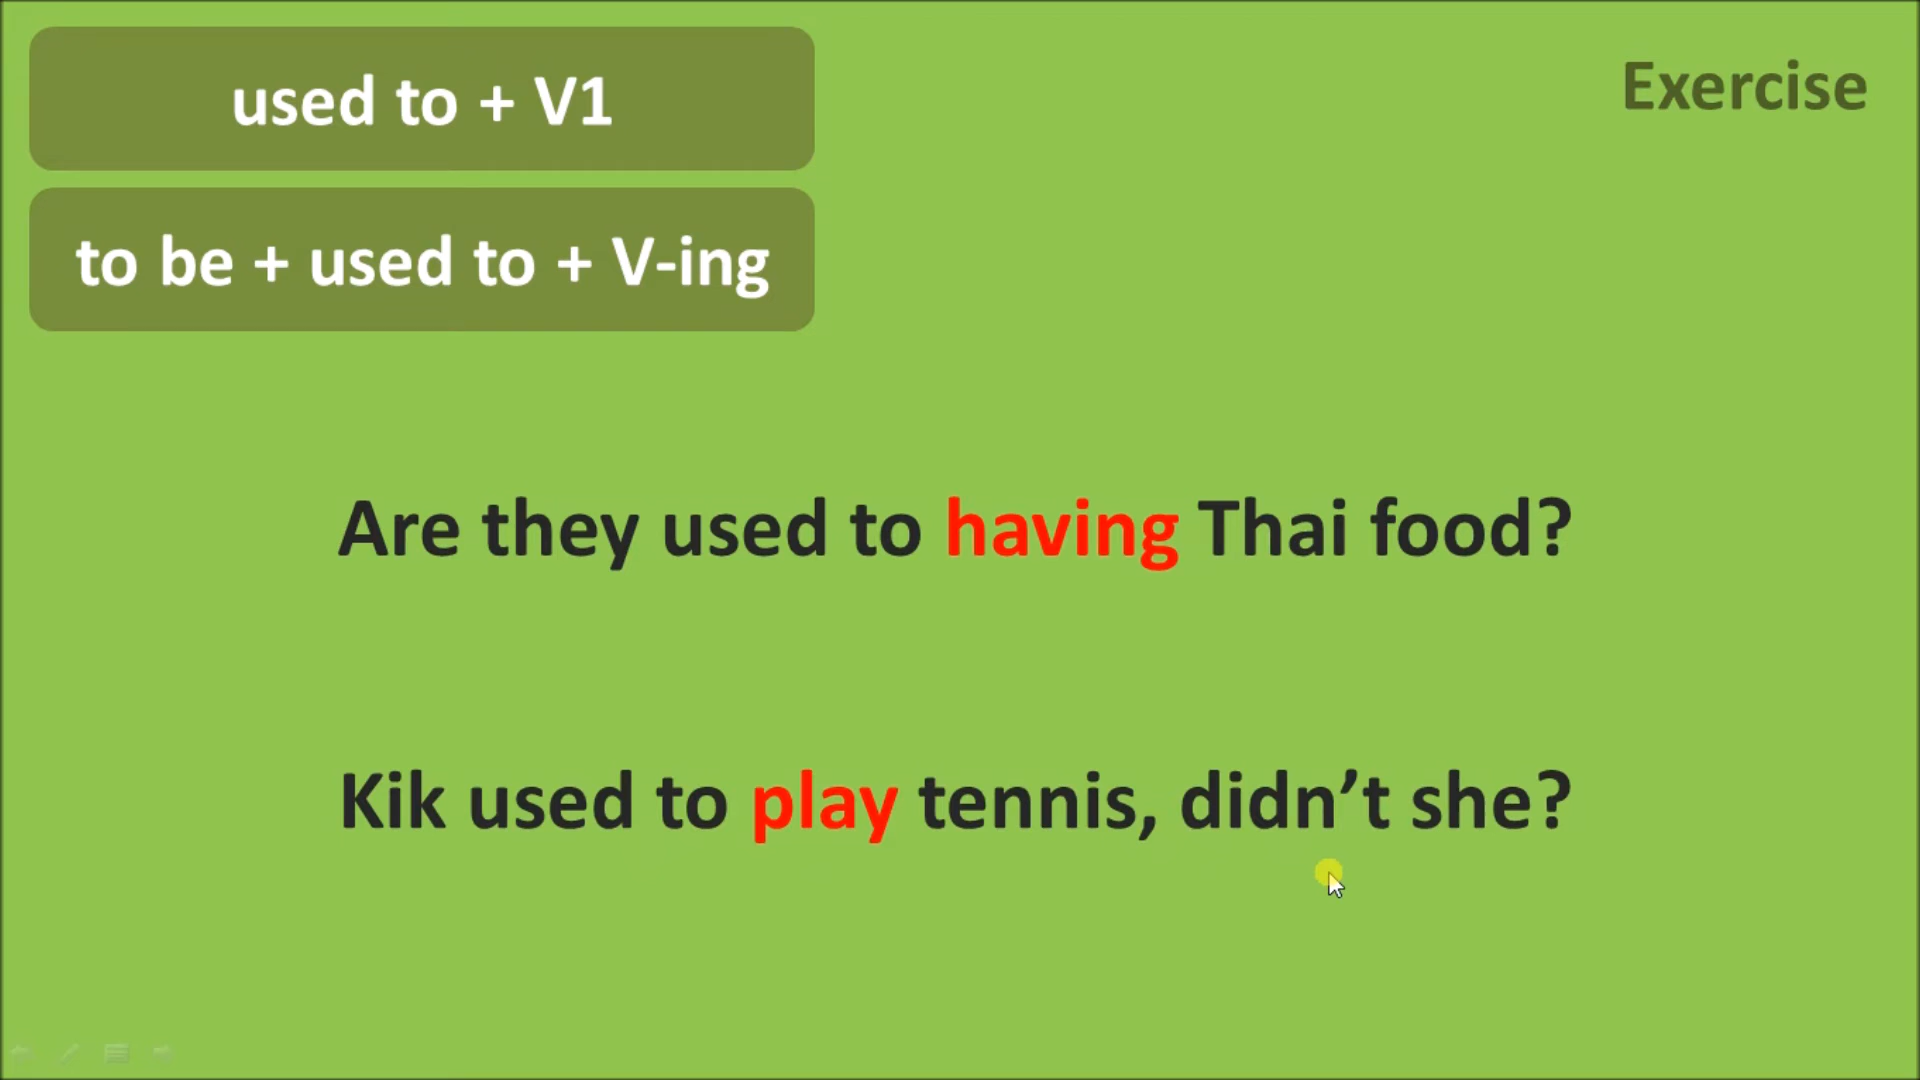 used to + V1
Exercise
to be + used to + V-ing
Are they used to having Thai food?
Kik used to play tennis, didn’t she?